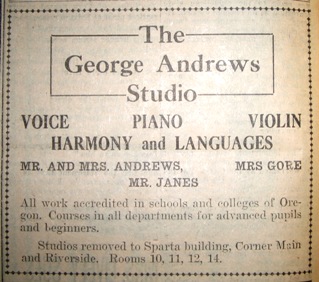 The
George Andrews
Studio
VOICE PIANO VIOLIN
HARMONY and LANGUAGES
MR. AND MRS. ANDREWS, MRS GORE
MR. JANES
All work accredited in schools and colleges of Ore-
gon. Courses in all departments for advanced pupils
and beginners.
Studios removed to Sparta building, Corner Main
and Riverside. Rooms 10, 11, 12, 14.